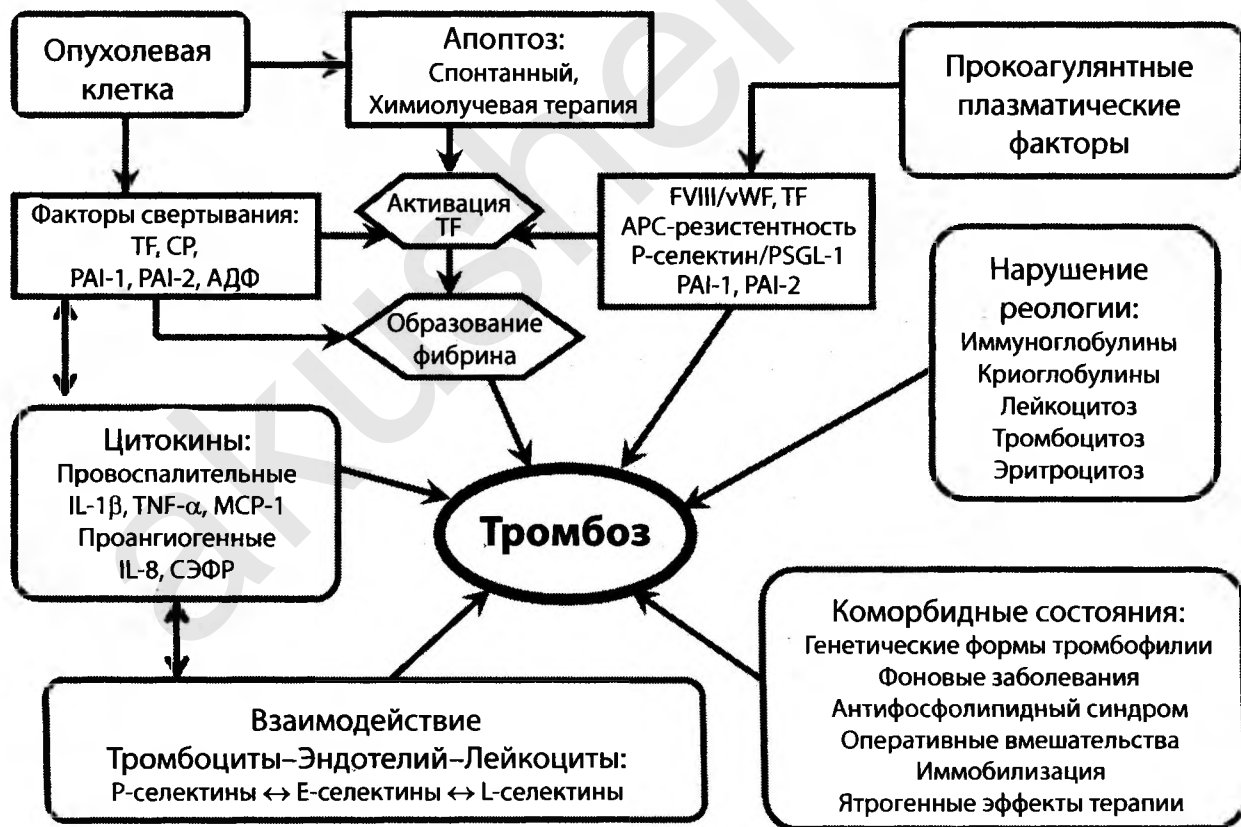 Опухолевая
клетка
Апоптоз:
Спонтанный,
Химиолучевая терапия
Прокоагулянтные
плазматические
факторы
Факторы свертывания:
TF, CP,
PAI-1, PAI-2, АДФ
Активация
TF
FVIII/vWF, TF
АРС-резистентность
Р-селектин/PSGL-1
PAI-1, PAI-2
Образование
фибрина
Нарушение
реологии:
Иммуноглобулины
Криоглобулины
Лейкоцитоз
Тромбоцитоз
Эритроцитоз
Цитокины:
Провоспалительные
IL-1β, TNF-α, MCP-1
Проангиогенные
IL-8, СЭФР
Тромбоз
Взаимодействие
Тромбоциты–Эндотелий–Лейкоциты:
Р-селектины ↔ Е-селектины ↔ L-селектины
Коморбидные состояния:
Генетические формы тромбофилии
Фоновые заболевания
Антифосфолипидный синдром
Оперативные вмешательства
Иммобилизация
Ятрогенные эффекты терапии
akusher